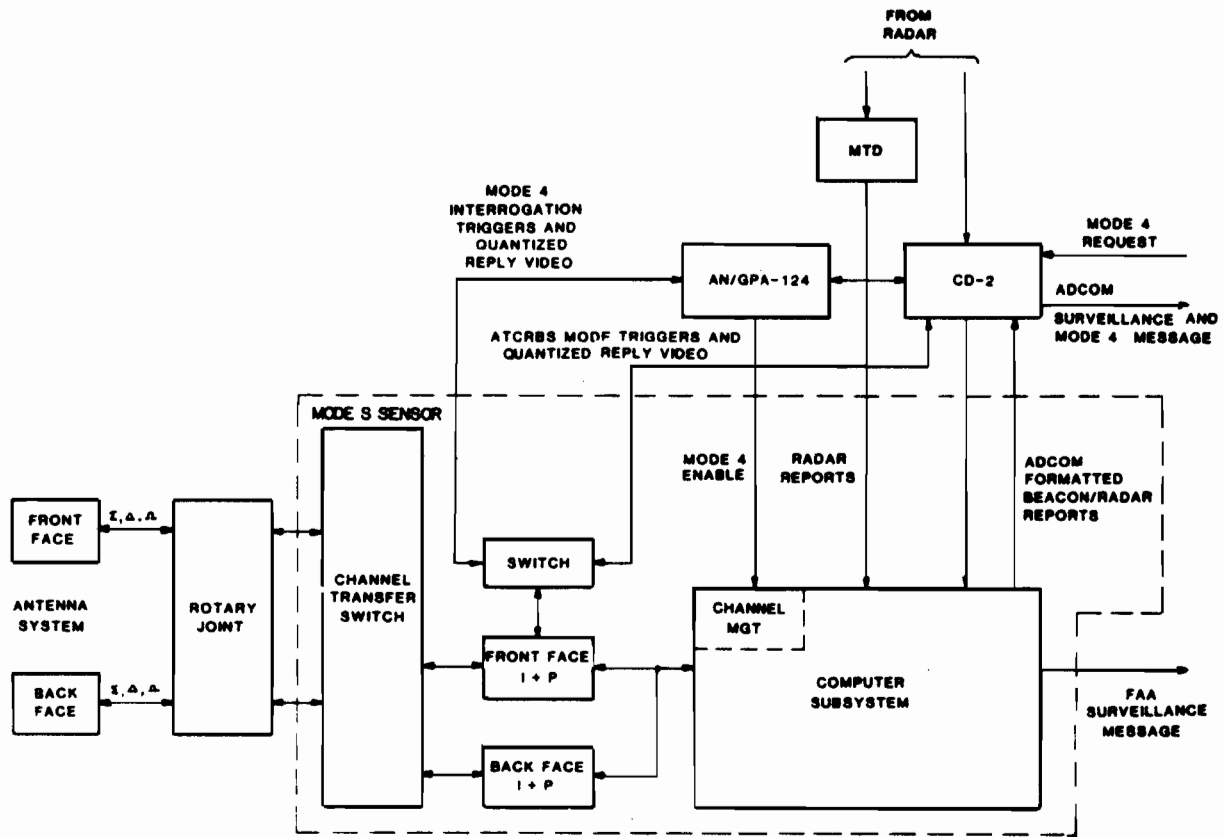 FROM
RADAR
MTD
MODE 4
INTERROGATION
TRIGGERS AND
QUANTIZED
REPLY VIDEO
AN/GPA-124
CD-2
MODE 4
REQUEST
ADCOM
SURVEILLANCE AND
MODE 4 MESSAGE
ATCRBS MODE TRIGGERS AND
QUANTIZED REPLY VIDEO
MODE S SENSOR
MODE 4
ENABLE
RADAR
REPORTS
ADCOM
FORMATTED
BEACON/RADAR
REPORTS
FRONT
FACE
Σ, Δ, Ω
ANTENNA
SYSTEM
BACK
FACE
Σ, Δ, Ω
ROTARY
JOINT
CHANNEL
TRANSFER
SWITCH
SWITCH
FRONT FACE
I + P
BACK FACE
I + P
CHANNEL
MGT
COMPUTER
SUBSYSTEM
FAA
SURVEILLANCE
MESSAGE